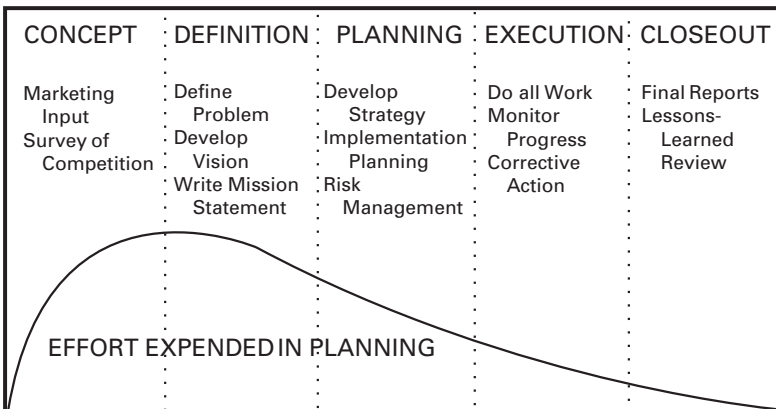 CONCEPT
Marketing
Input
Survey of
Competition
DEFINITION
Define
Problem
Develop
Vision
Write Mission
Statement
PLANNING
Develop
Strategy
Implementation
Planning
Risk
Management
EXECUTION
Do all Work
Monitor
Progress
Corrective
Action
CLOSEOUT
Final Reports
Lessons-
Learned
Review
EFFORT EXPENDED IN PLANNING